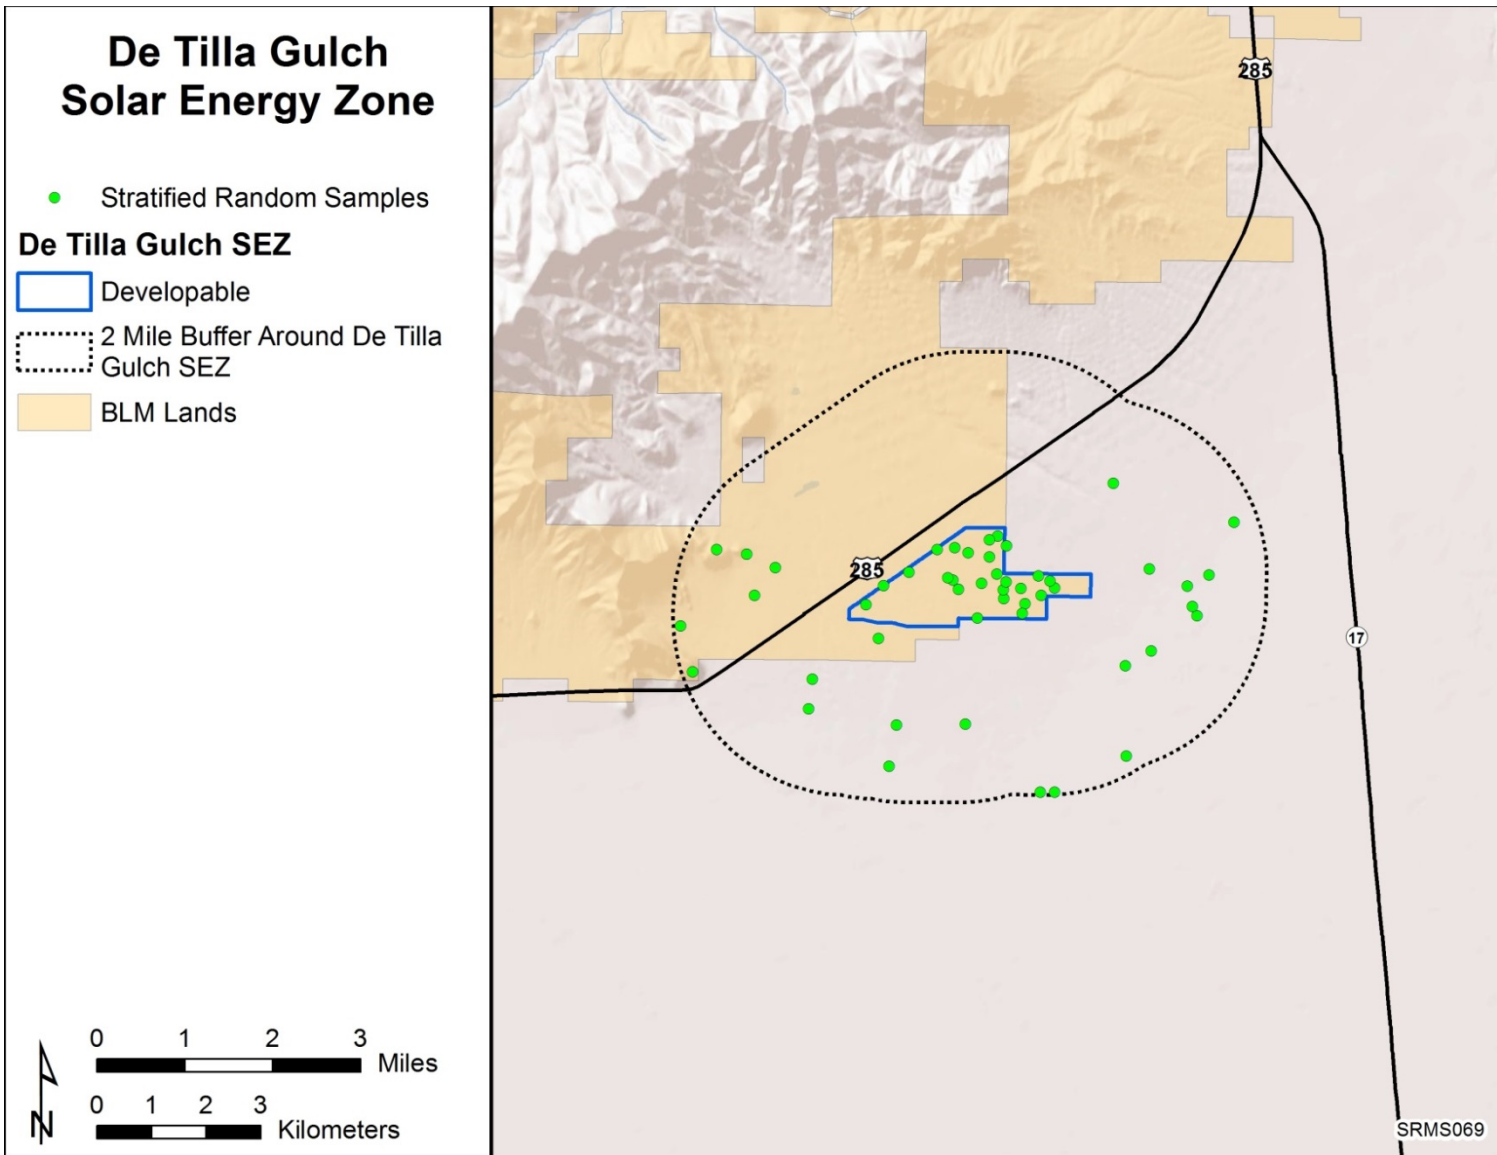 De Tilla Gulch
Solar Energy Zone
Stratified Random Samples
De Tilla Gulch SEZ
Developable
2 Mile Buffer Around De Tilla
Gulch SEZ
BLM Lands
285
285
17
0 1 2 3
Miles
0 1 2 3
Kilometers
N
SRMS069